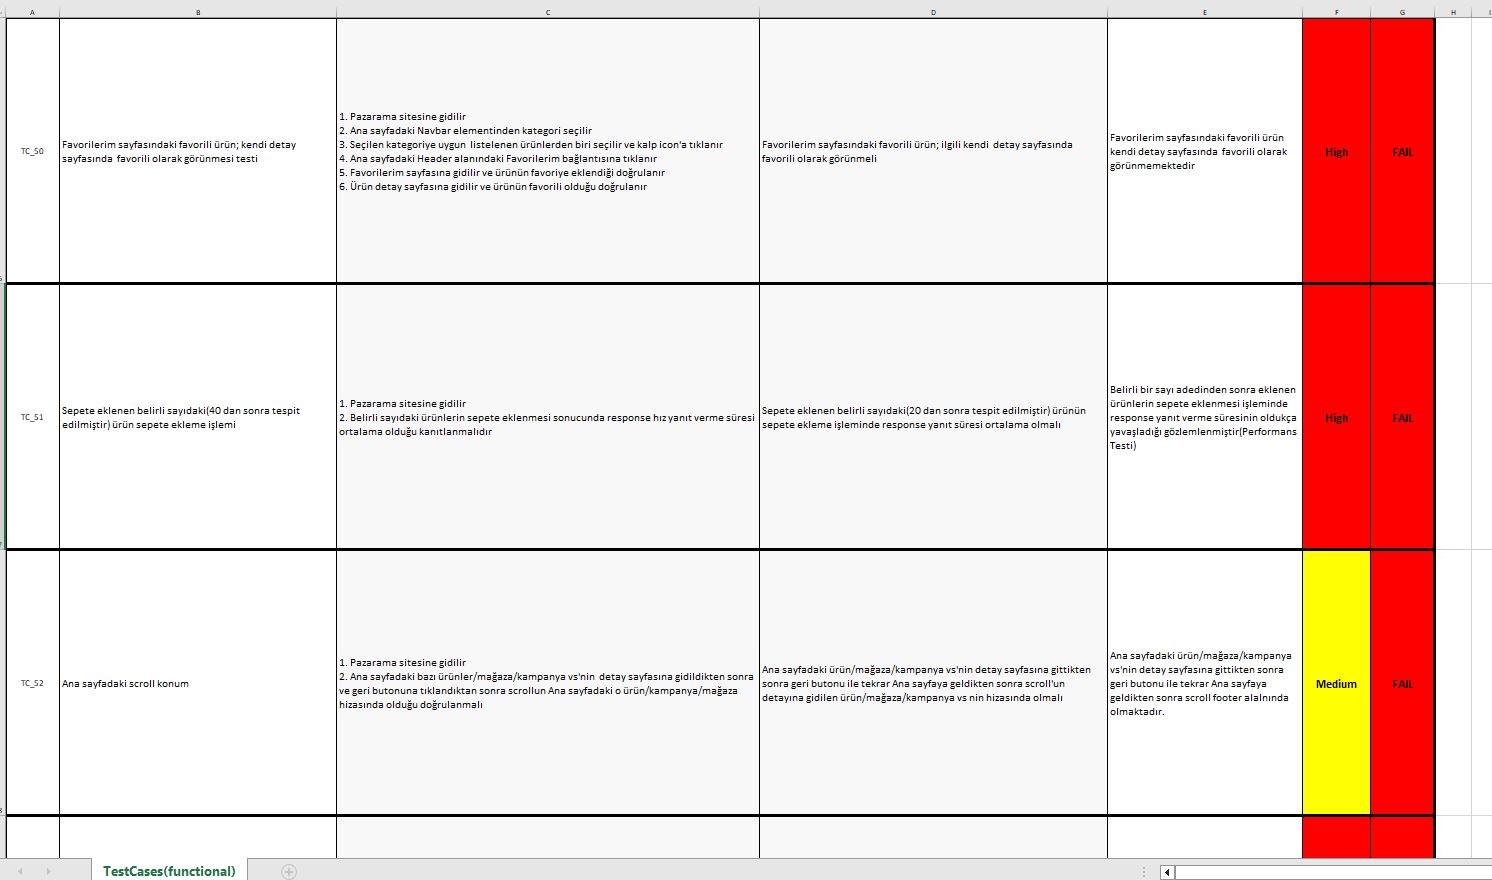 A B C D E F G H I
TC_50
Favorilerim sayfasındaki favorili ürün; kendi detay
sayfasında favorili olarak görünmesi testi
1. Pazarama sitesine gidilir
2. Ana sayfadaki Navbar elementinden kategori seçilir
3. Seçilen kategoriye uygun listelenen ürünlerden biri seçilir ve kalp icon'a tıklanır
4. Ana sayfadaki Header alanındaki Favorilerim bağlantısına tıklanır
5. Favorilerim sayfasına gidilir ve ürünün favoriye eklendiği doğrulanır
6. Ürün detay sayfasına gidilir ve ürünün favorili olduğu doğrulanır
Favorilerim sayfasındaki favorili ürün; ilgili kendi detay sayfasında
favorili olarak görünmeli
Favorilerim sayfasındaki favorili ürün
kendi detay sayfasında favorili olarak
görünmemektedir
High
FAIL
TC_51
Sepete eklenen belirli sayıdaki(40 dan sonra tespit
edilmiştir) ürün sepete ekleme işlemi
1. Pazarama sitesine gidilir
2. Belirli sayıdaki ürünlerin sepete eklenmesi sonucunda response hız yanıt verme süresi
ortalama olduğu kanıtlanmalıdır
Sepete eklenen belirli sayıdaki(20 dan sonra tespit edilmiştir) ürünün
sepete ekleme işleminde response yanıt süresi ortalama olmalı
Belirli bir sayı adedinden sonra eklenen
ürünlerin sepete eklenmesi işleminde
response yanıt verme süresinin oldukça
yavaşladığı gözlemlenmiştir(Performans
Testi)
High
FAIL
TC_52
Ana sayfadaki scroll konum
1. Pazarama sitesine gidilir
2. Ana sayfadaki bazı ürünler/mağaza/kampanya vs'nin detay sayfasına gidildikten sonra
ve geri butonuna tıklandıktan sonra scrollun Ana sayfadaki o ürün/kampanya/mağaza
hizasında olduğu doğrulanmalı
Ana sayfadaki ürün/mağaza/kampanya vs'nin detay sayfasına gittikten
sonra geri butonu ile tekrar Ana sayfaya geldikten sonra scroll'un
detayına gidilen ürün/mağaza/kampanya vs nin hizasında olmalı
Ana sayfadaki ürün/mağaza/kampanya
vs'nin detay sayfasına gittikten sonra
geri butonu ile tekrar Ana sayfaya
geldikten sonra scroll footer alalnında
olmaktadır.
Medium
FAIL
TestCases(functional)